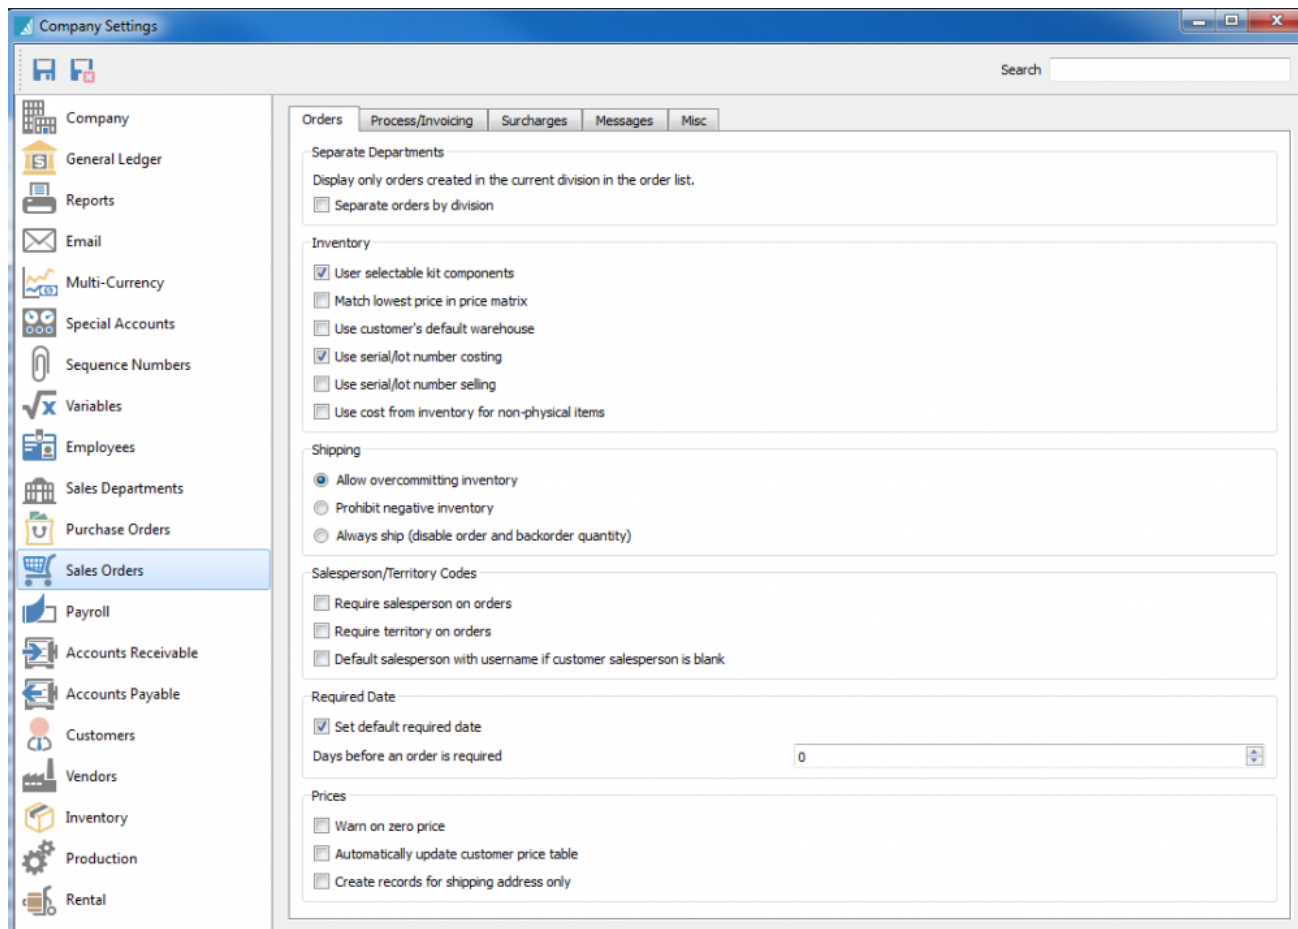 Company Settings
Search
Company
General Ledger
Reports
Email
Multi-Currency
Special Accounts
Sequence Numbers
Variables
Employees
Sales Departments
Purchase Orders
Sales Orders
Payroll
Accounts Receivable
Accounts Payable
Customers
Vendors
Inventory
Production
Rental
Orders Process/Invoicing Surcharges Messages Misc
Separate Departments
Display only orders created in the current division in the order list.
Separate orders by division
Inventory
User selectable kit components
Match lowest price in price matrix
Use customer's default warehouse
Use serial/lot number costing
Use serial/lot number selling
Use cost from inventory for non-physical items
Shipping
Allow overcommitting inventory
Prohibit negative inventory
Always ship (disable order and backorder quantity)
Salesperson/Territory Codes
Require salesperson on orders
Require territory on orders
Default salesperson with username if customer salesperson is blank
Required Date
Set default required date
Days before an order is required 0
Prices
Warn on zero price
Automatically update customer price table
Create records for shipping address only